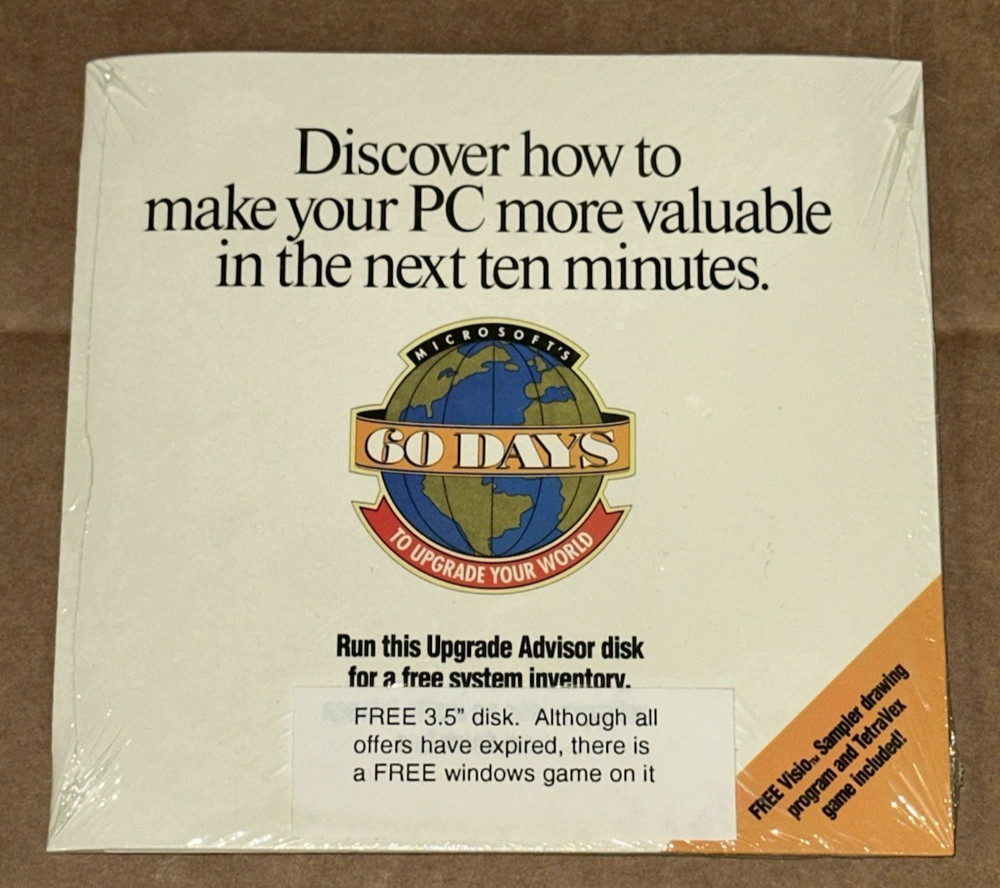 Discover how to
make your PC more valuable
in the next ten minutes.
MICROSOFT'S
60 DAYS
TO UPGRADE YOUR WORLD
Run this Upgrade Advisor disk
for a free system inventory.
FREE 3.5” disk. Although all
offers have expired, there is
a FREE windows game on it
FREE Visio™ Sampler drawing
program and TetraVex
game included!